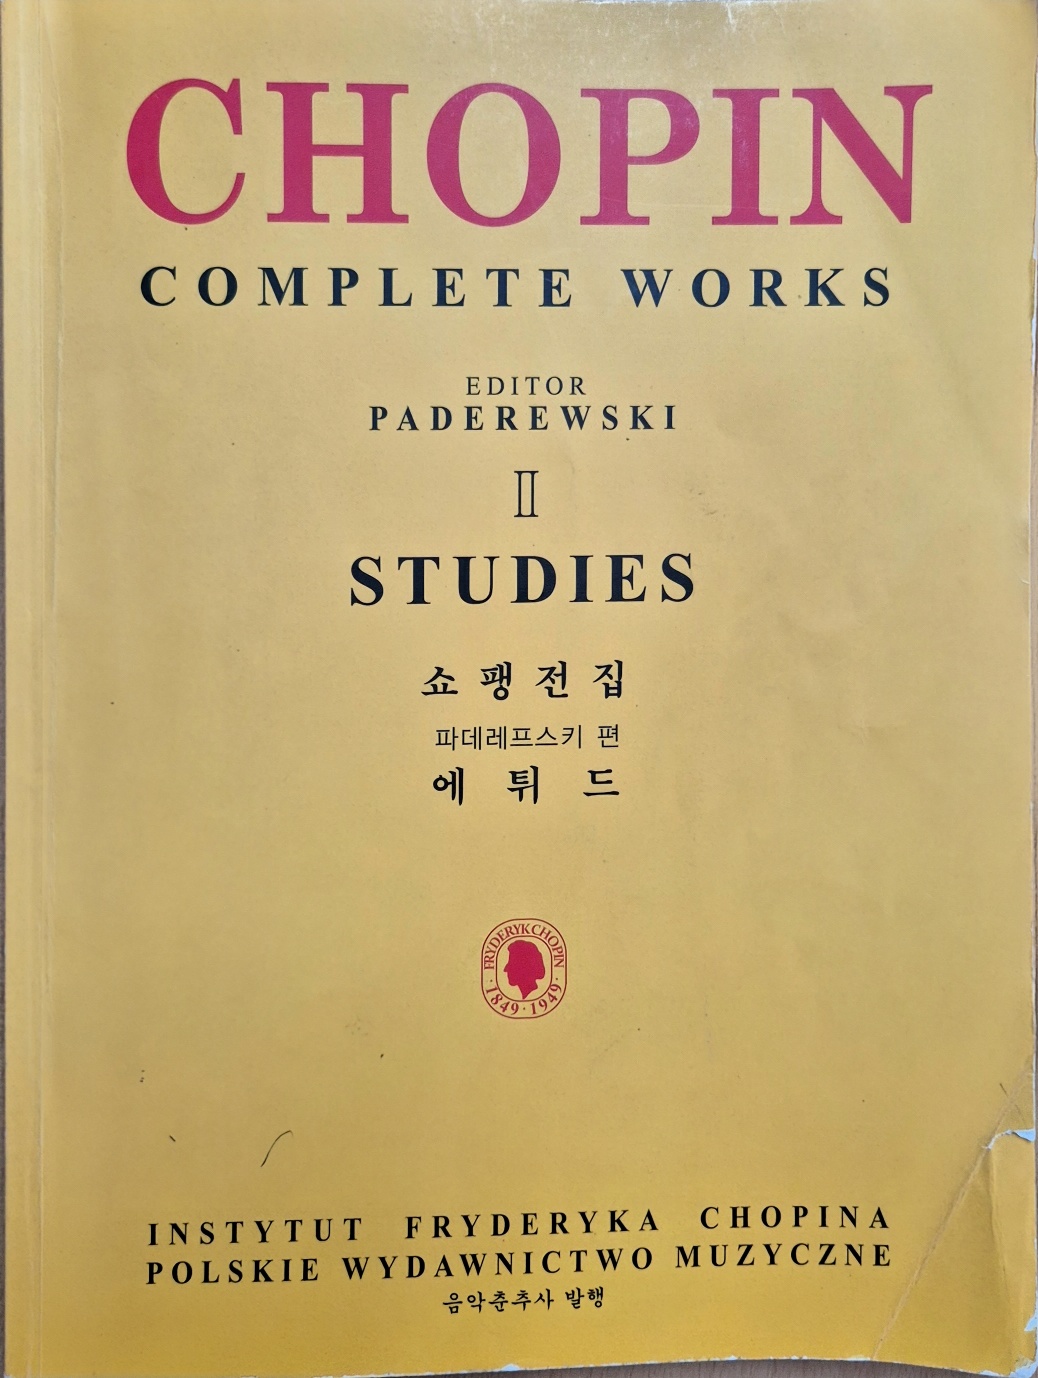 CHOPIN
COMPLETE WORKS
EDITOR
PADEREWSKI
Ⅱ
STUDIES
쇼팽전집
파데레프스키 편
에튀드
FRYDERYK CHOPIN
· 1849 · 1949 ·
INSTYTUT FRYDERYKA CHOPINA
POLSKIE WYDAWNICTWO MUZYCZNE
음악춘추사 발행